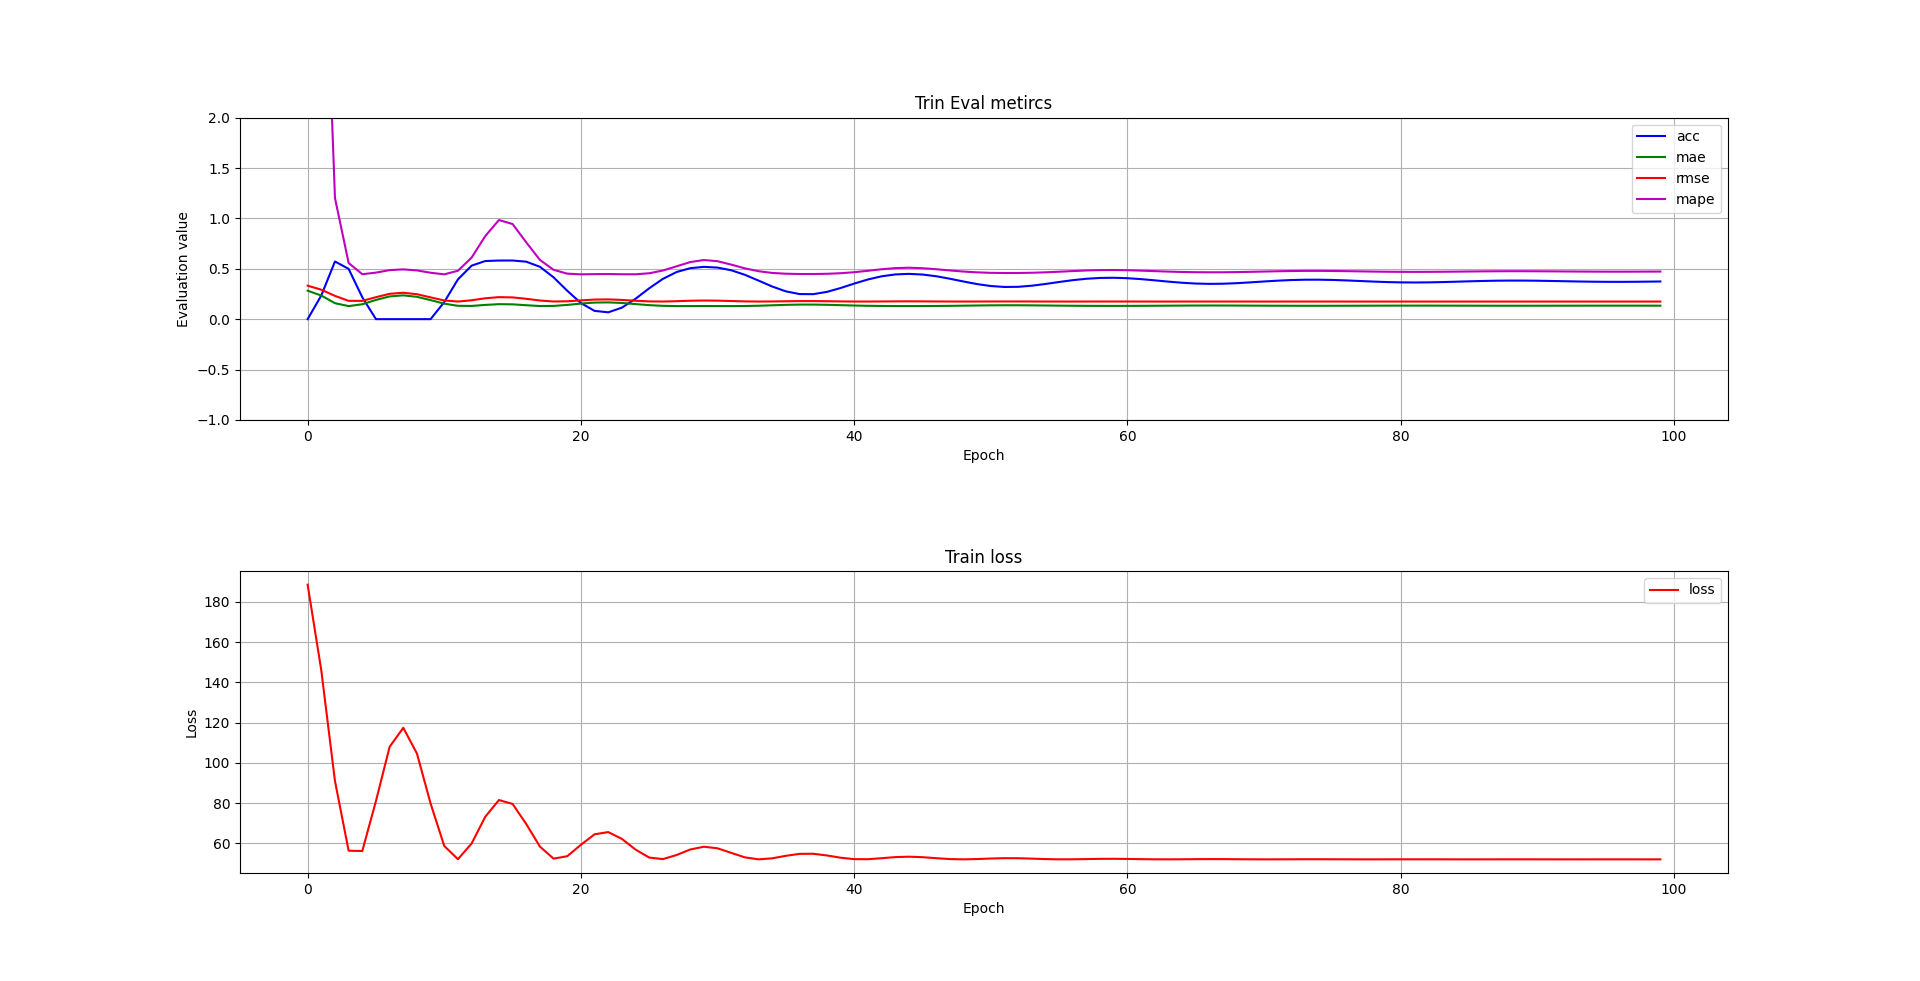 Trin Eval metircs
2.0
1.5
1.0
0.5
0.0
−0.5
−1.0
Evaluation value
acc
mae
rmse
mape
0 20 40 60 80 100
Epoch
Train loss
180
160
140
120
100
80
60
Loss
loss
0 20 40 60 80 100
Epoch